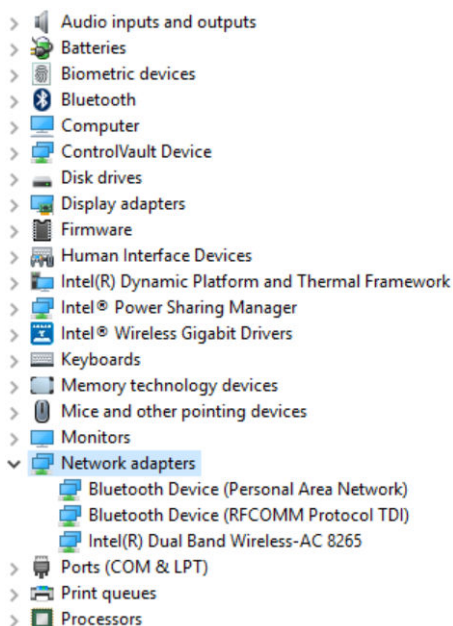 Audio inputs and outputs
Batteries
Biometric devices
Bluetooth
Computer
ControlVault Device
Disk drives
Display adapters
Firmware
Human Interface Devices
Intel(R) Dynamic Platform and Thermal Framework
Intel® Power Sharing Manager
Intel® Wireless Gigabit Drivers
Keyboards
Memory technology devices
Mice and other pointing devices
Monitors
Network adapters
Bluetooth Device (Personal Area Network)
Bluetooth Device (RFCOMM Protocol TDI)
Intel(R) Dual Band Wireless-AC 8265
Ports (COM & LPT)
Print queues
Processors